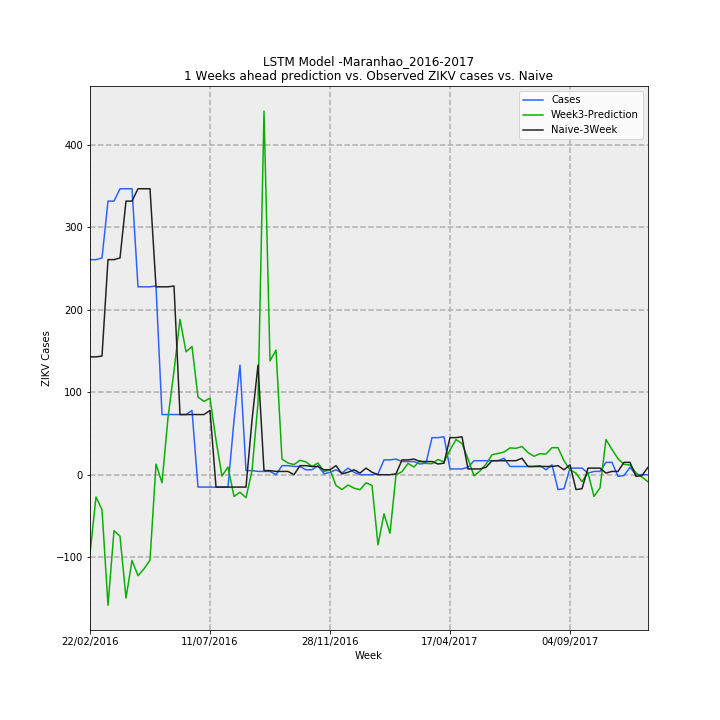 LSTM Model -Maranhao_2016-2017
1 Weeks ahead prediction vs. Observed ZIKV cases vs. Naive
Cases
Week3-Prediction
Naive-3Week
400
300
200
100
0
−100
ZIKV Cases
22/02/2016 11/07/2016 28/11/2016 17/04/2017 04/09/2017
Week